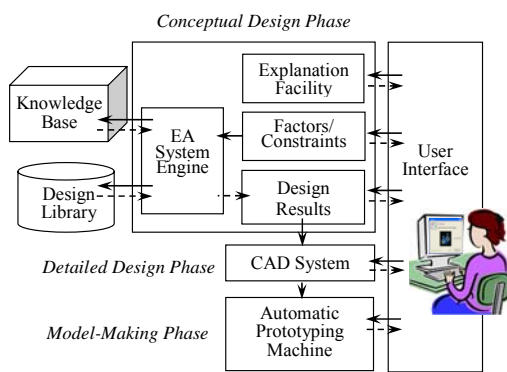 Conceptual Design Phase
Explanation
Facility
Knowledge
Base
EA
System
Engine
Factors/
Constraints
User
Interface
Design
Library
Design
Results
Detailed Design Phase
CAD System
Model-Making Phase
Automatic
Prototyping
Machine